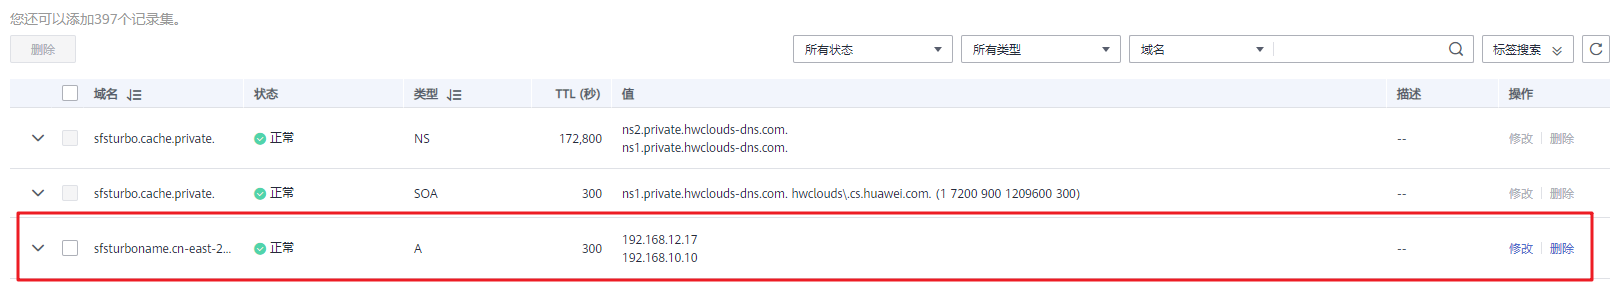 您还可以添加397个记录集。
删除 所有状态 所有类型 域名 标签搜索
域名 状态 类型 TTL (秒) 值 描述 操作
sfsturbo.cache.private. 正常 NS 172,800 ns2.private.hwclouds-dns.com. -- 修改 删除
ns1.private.hwclouds-dns.com.
sfsturbo.cache.private. 正常 SOA 300 ns1.private.hwclouds-dns.com. hwclouds\.cs.huawei.com. (1 7200 900 1209600 300) -- 修改 删除
sfsturboname.cn-east-2... 正常 A 300 192.168.12.17 -- 修改 删除
192.168.10.10